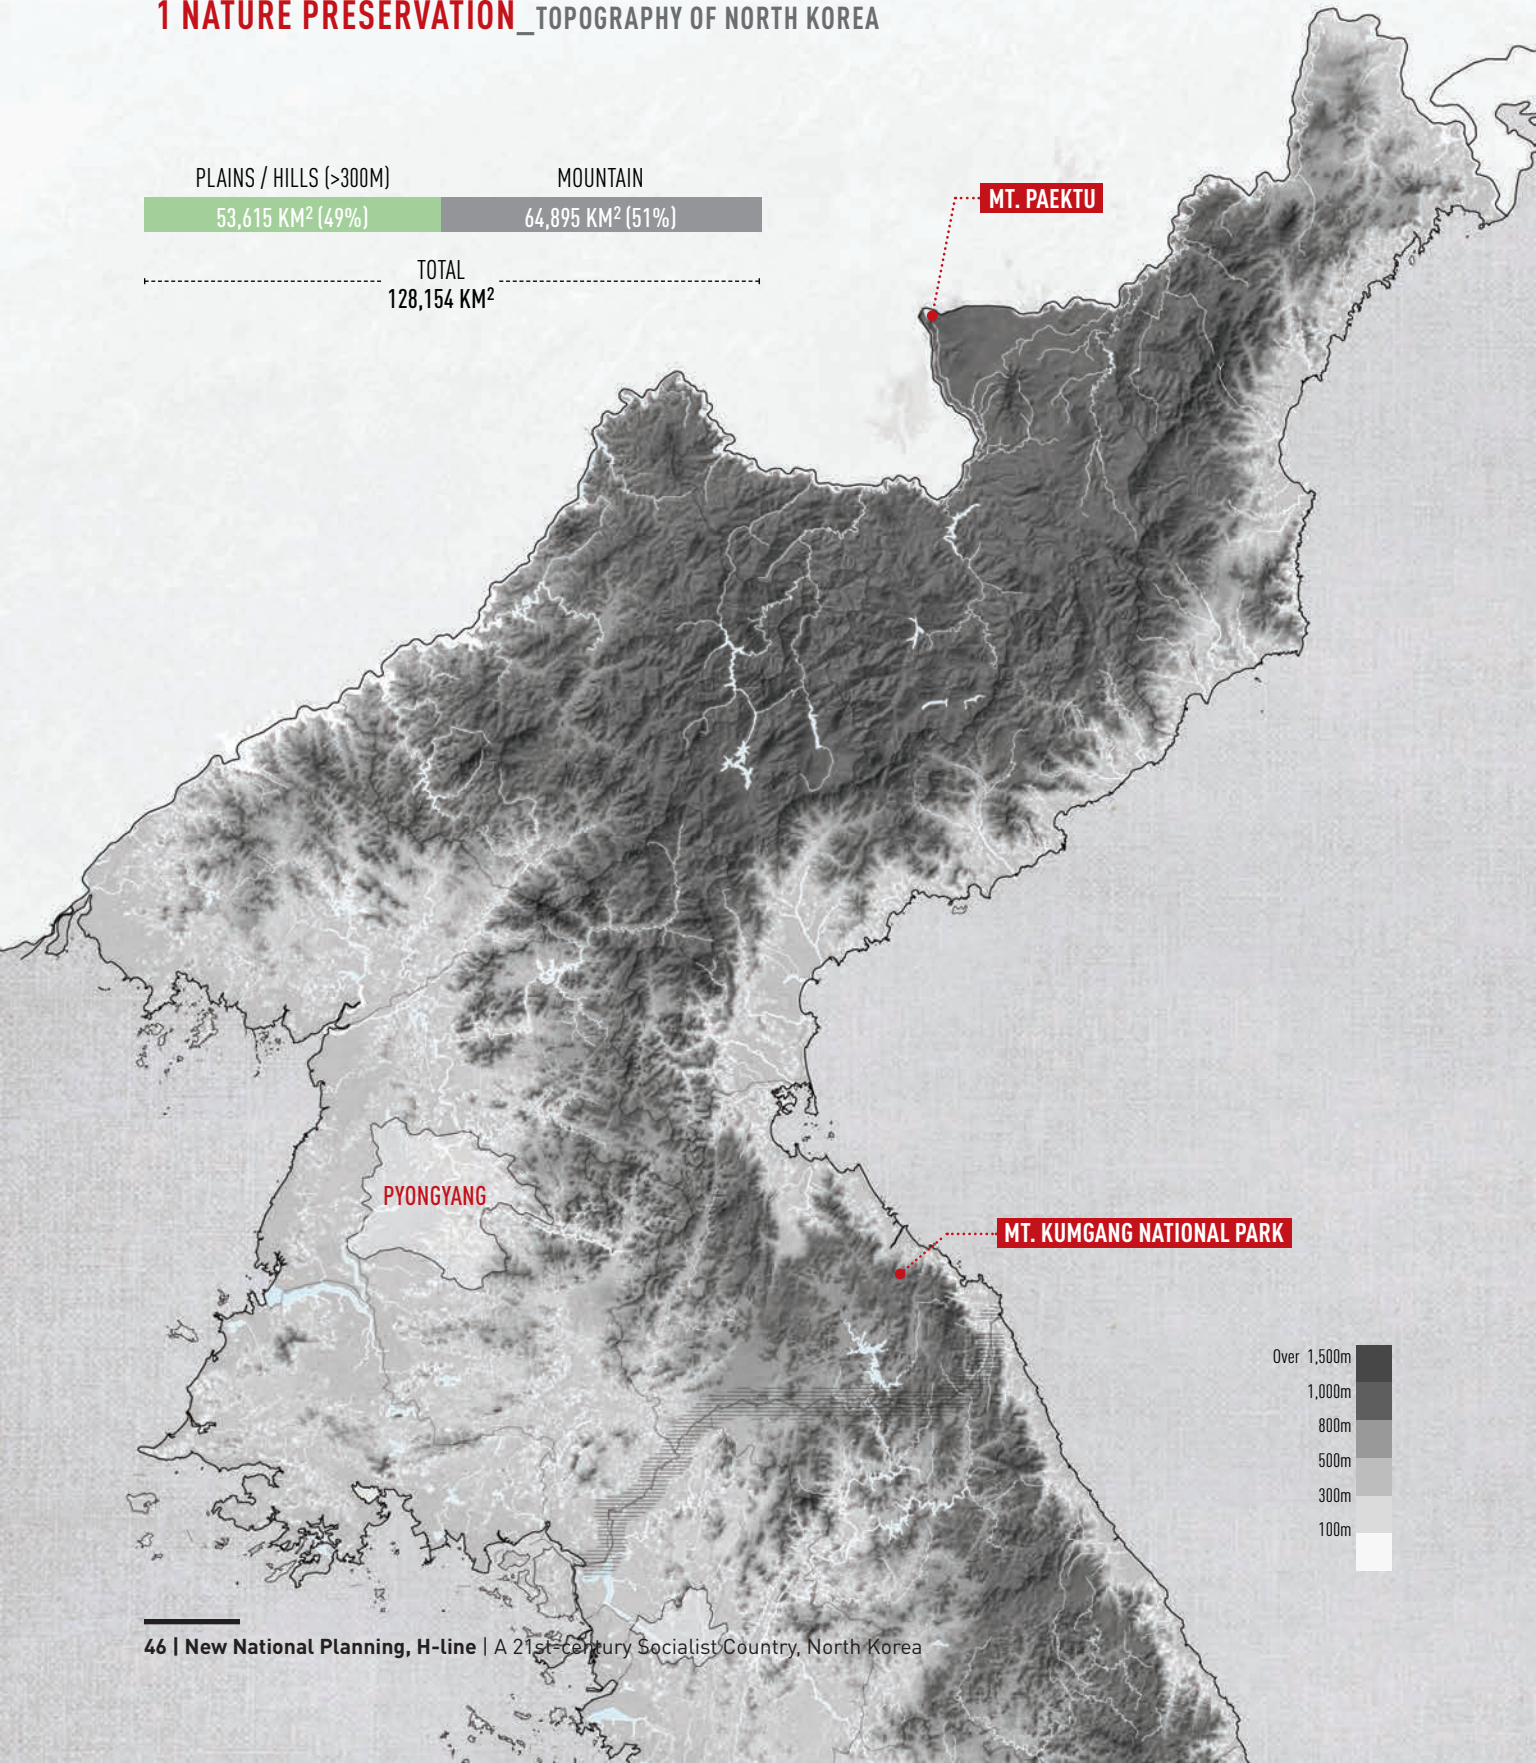 1 NATURE PRESERVATION_TOPOGRAPHY OF NORTH KOREA
PLAINS / HILLS (>300M)
MOUNTAIN
53,615 KM² (49%)
64,895 KM² (51%)
TOTAL
128,154 KM²
MT. PAEKTU
PYONGYANG
MT. KUMGANG NATIONAL PARK
Over 1,500m
1,000m
800m
500m
300m
100m
46 | New National Planning, H-line | A 21st-century Socialist Country, North Korea